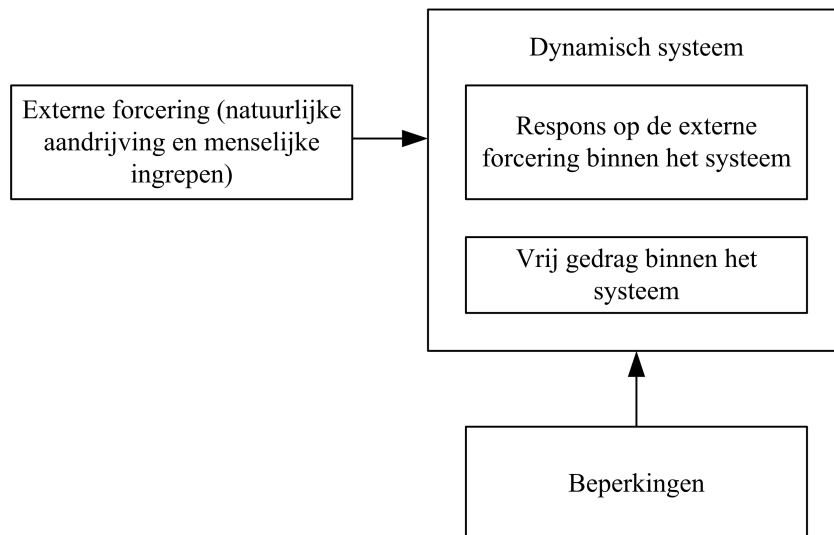 Dynamisch systeem
Externe forcering (natuurlijke
aandrijving en menselijke
ingrepen)
Respons op de externe
forcering binnen het systeem
Vrij gedrag binnen het
systeem
Beperkingen